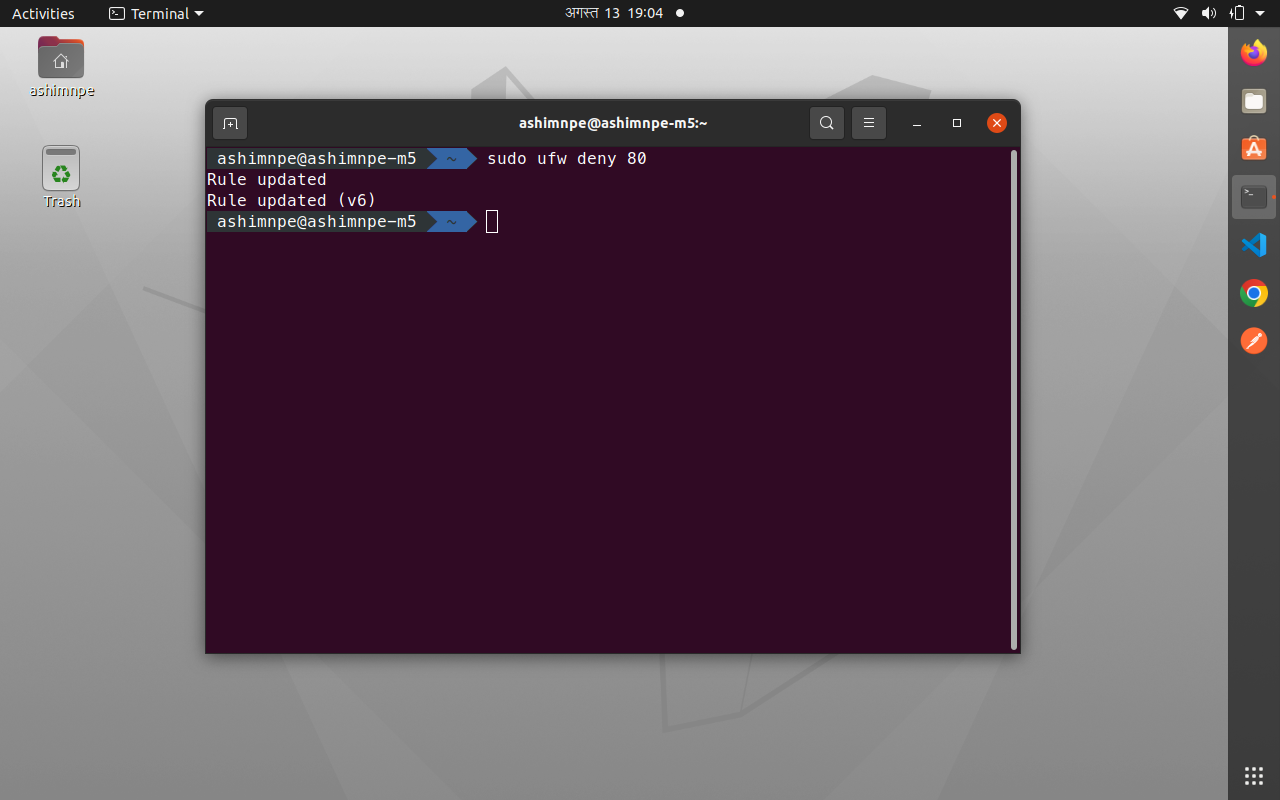 Activities
Terminal
अगस्त 13 19:04
ashimnpe
Trash
ashimnpe@ashimnpe-m5:~
ashimnpe@ashimnpe-m5 ~ sudo ufw deny 80
Rule updated
Rule updated (v6)
ashimnpe@ashimnpe-m5 ~